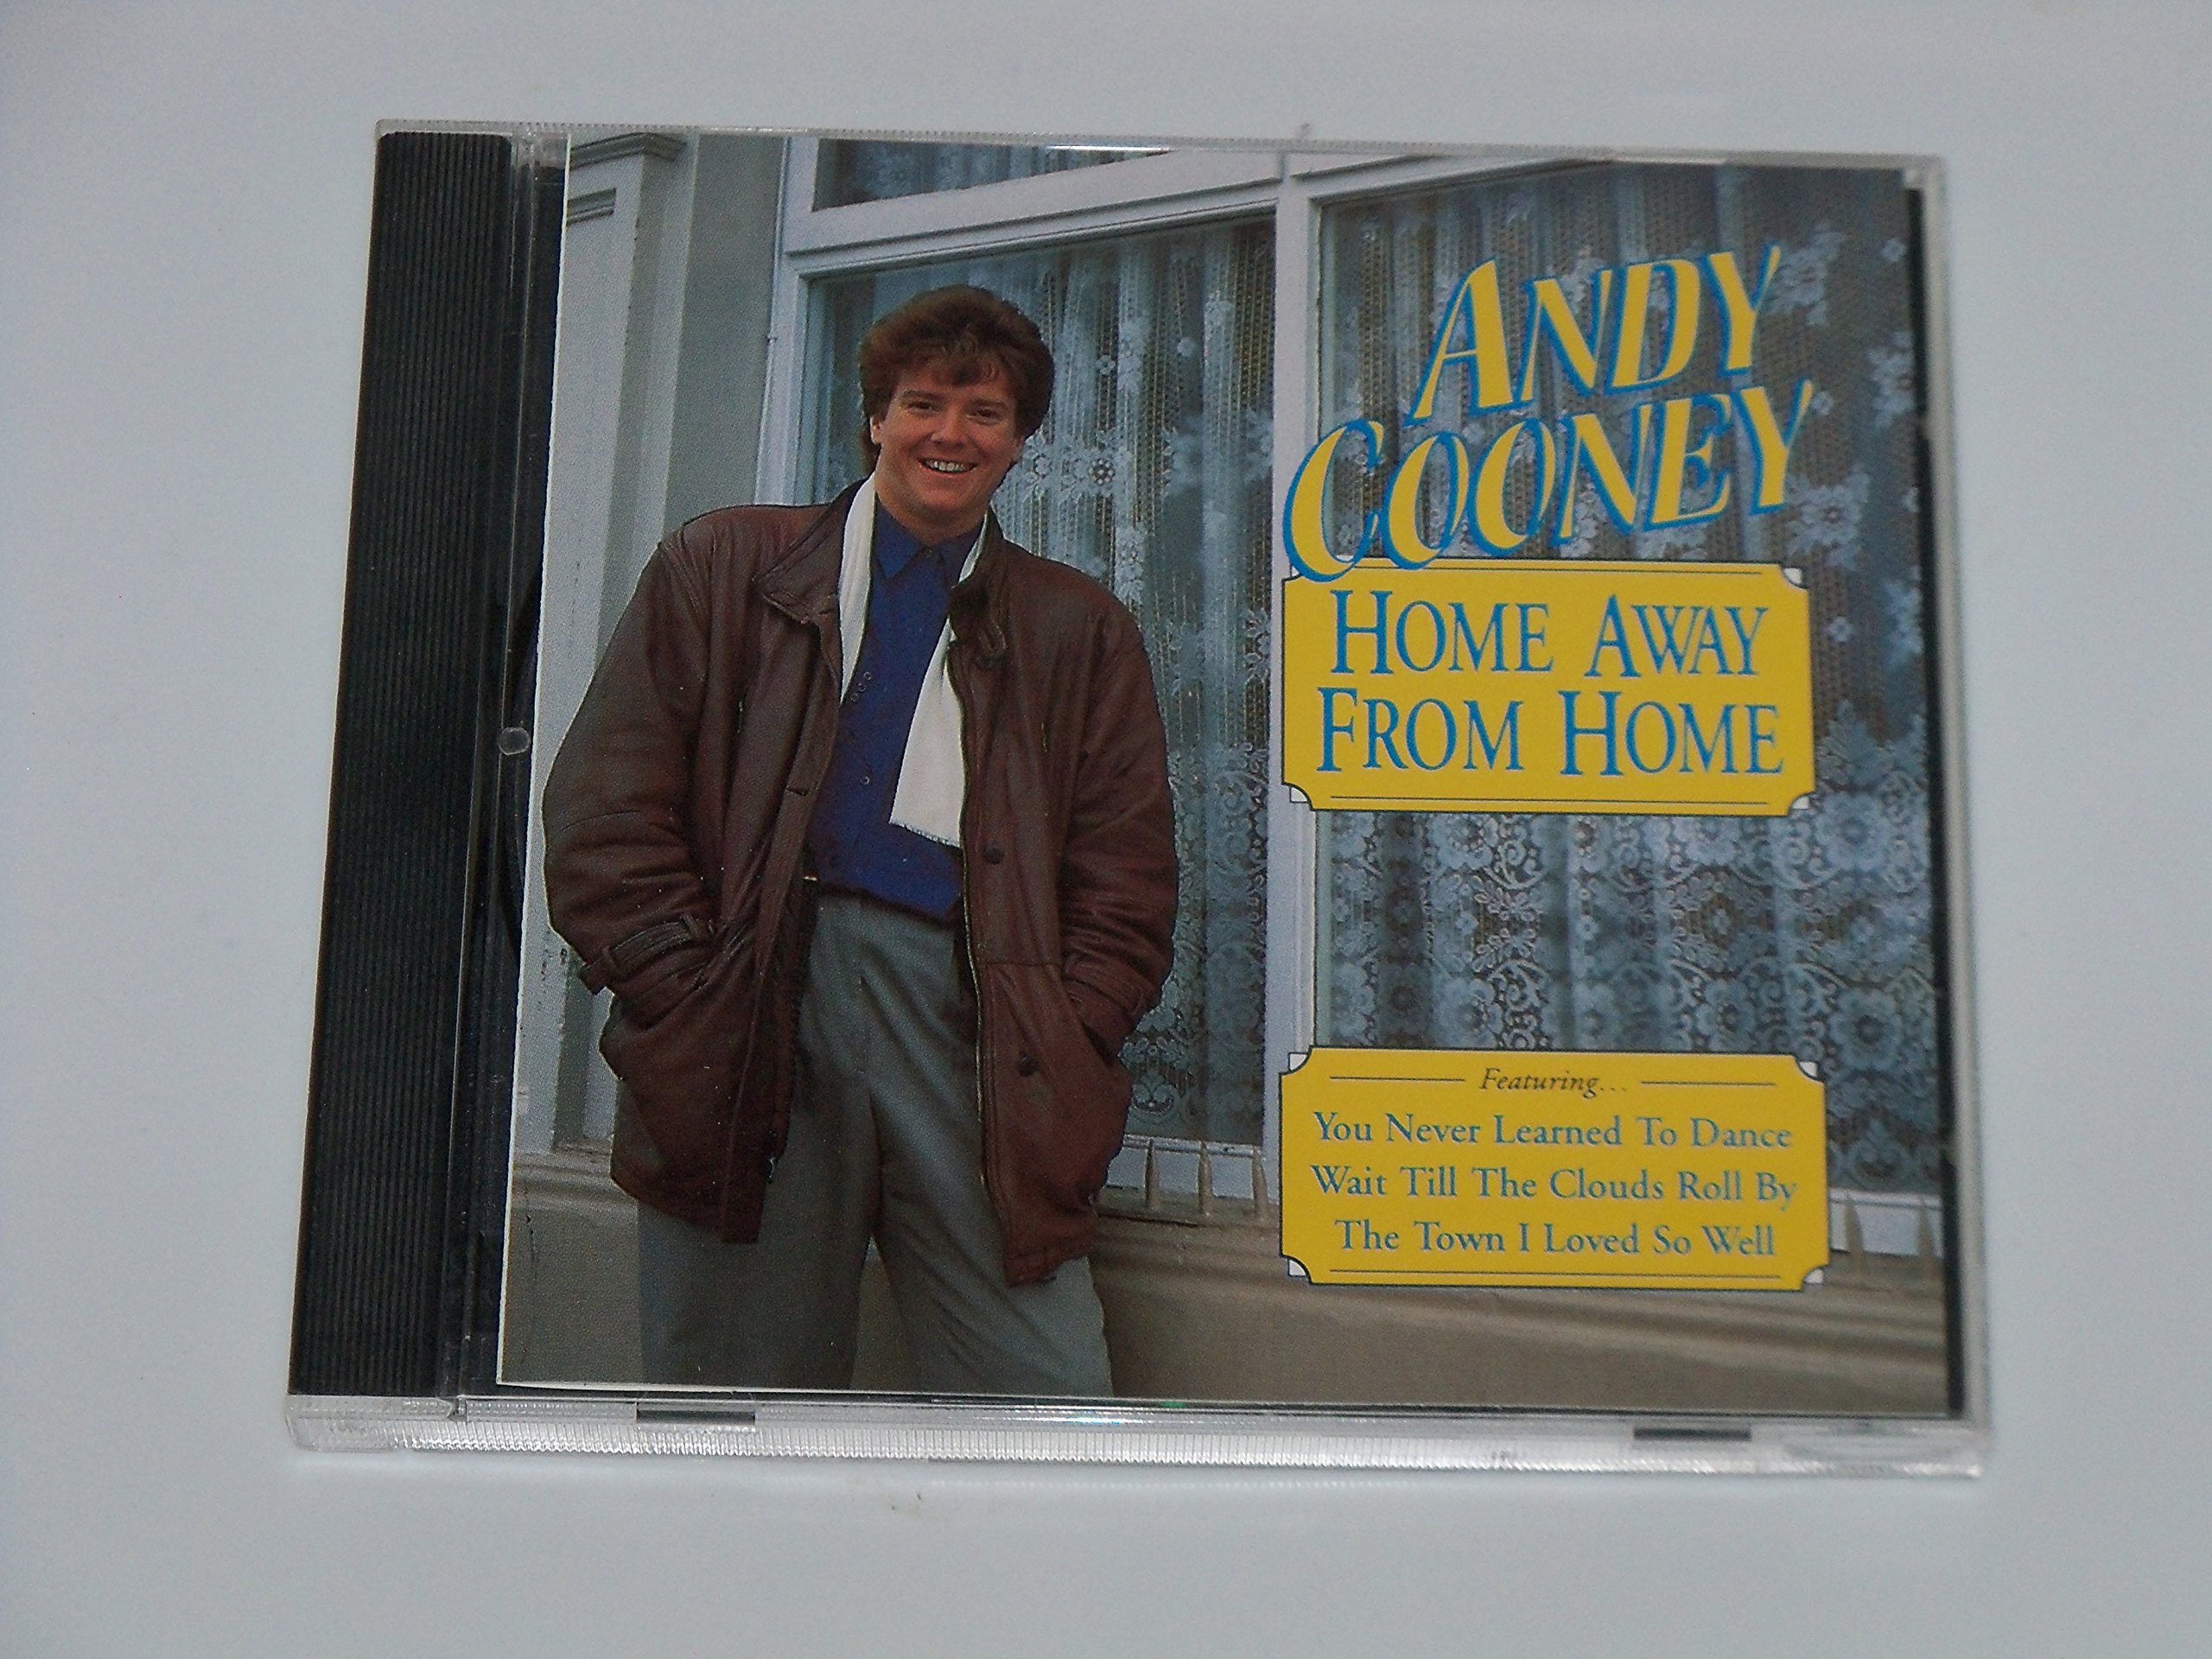 ANDY
COONEY
HOME AWAY
FROM HOME
Featuring...
You Never Learned To Dance
Wait Till The Clouds Roll By
The Town I Loved So Well